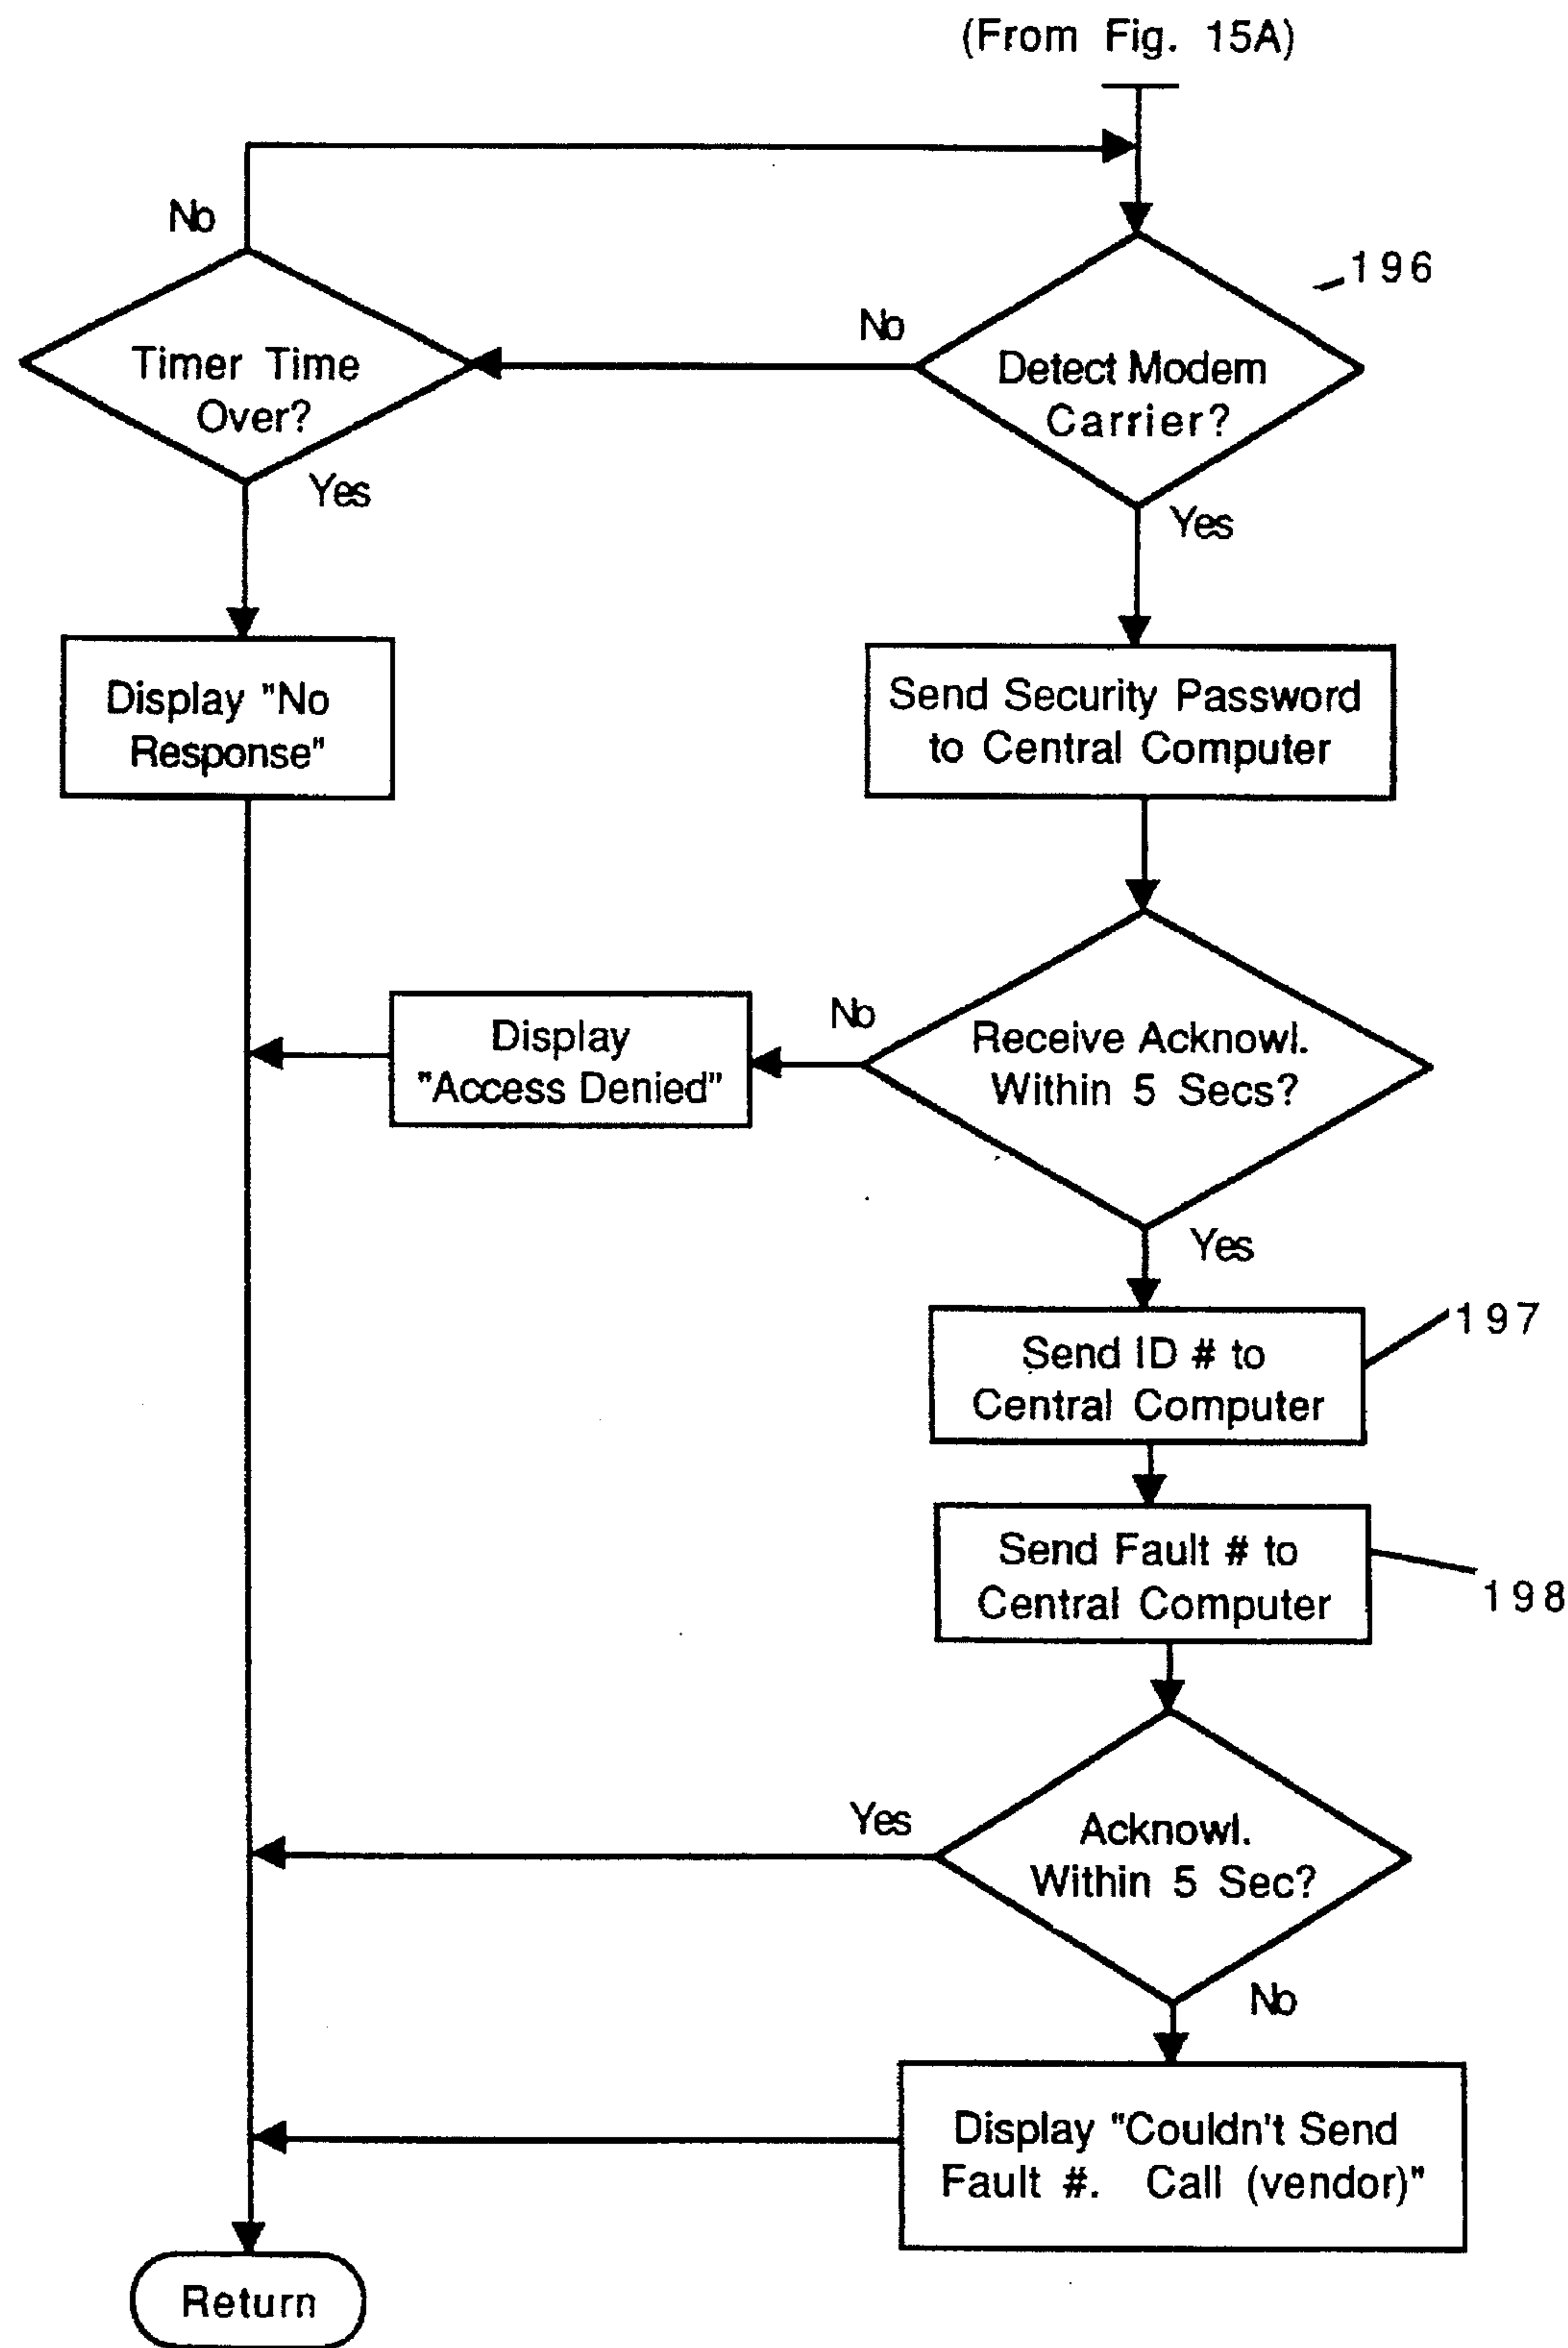 (From Fig. 15A)
No
196
No
Timer Time
Over?
Detect Modem
Carrier?
Yes
Yes
Display "No
Response"
Send Security Password
to Central Computer
No
Display
"Access Denied"
Receive Acknowl.
Within 5 Secs?
Yes
197
Send ID # to
Central Computer
Send Fault # to
Central Computer
198
Yes
Acknowl.
Within 5 Sec?
No
Display "Couldn't Send
Fault #. Call (vendor)"
Return